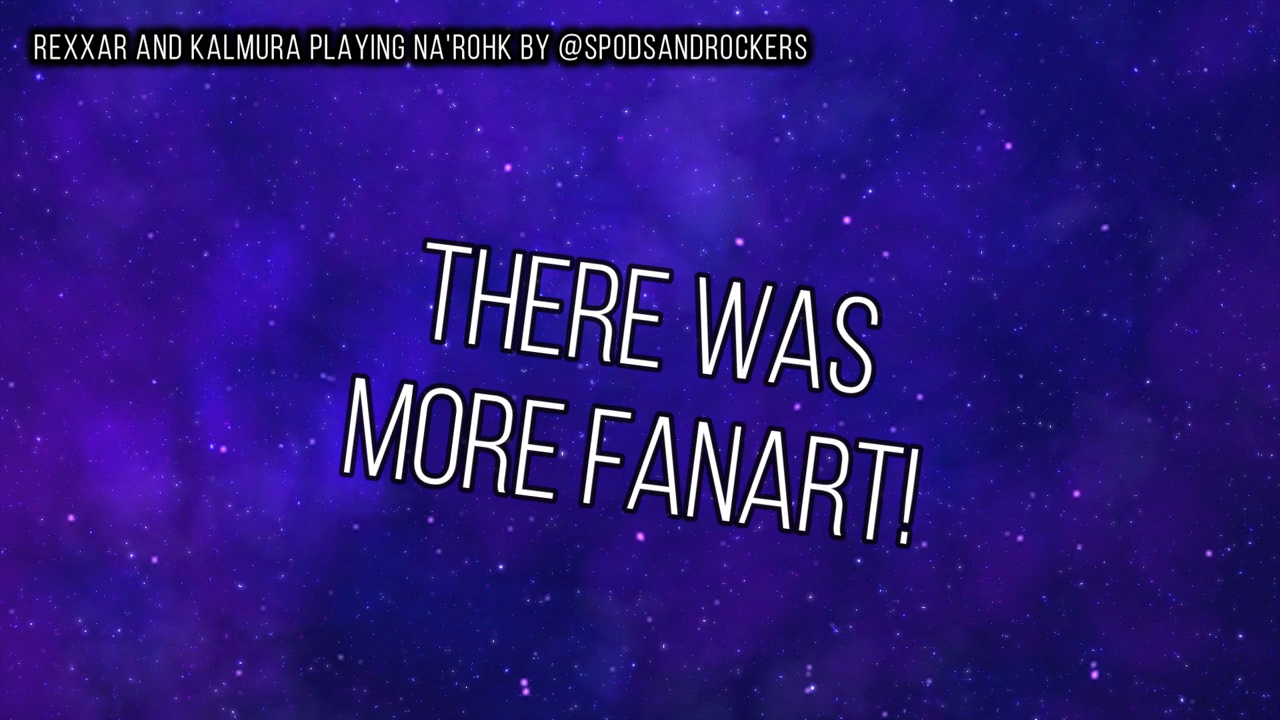 REXXAR AND KALMURA PLAYING NA'ROHK BY @SPODSANDROCKERS
THERE WAS
MORE FANART!